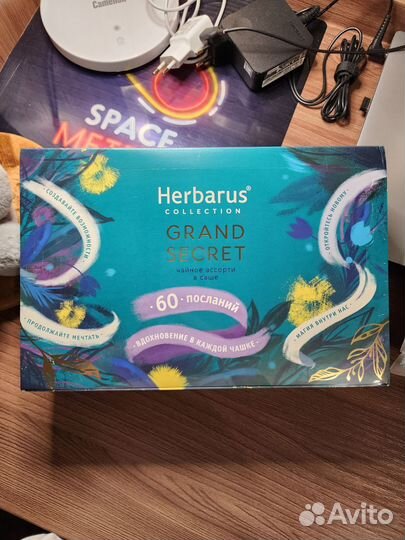 Camelion
SPACE
Herbarus®
COLLECTION
GRAND
SECRET
чайное ассорти
в саше
СОЗДАВАЙТЕ ВОЗМОЖНОСТИ
ОТКРОЙТЕСЬ НОВОМУ
• 60 • ПОСЛАНИЙ
• ПРОДОЛЖАЙТЕ МЕЧТАТЬ •
• ВДОХНОВЕНИЕ В КАЖДОЙ ЧАШКЕ •
МАГИЯ ВНУТРИ НАС •
Avito